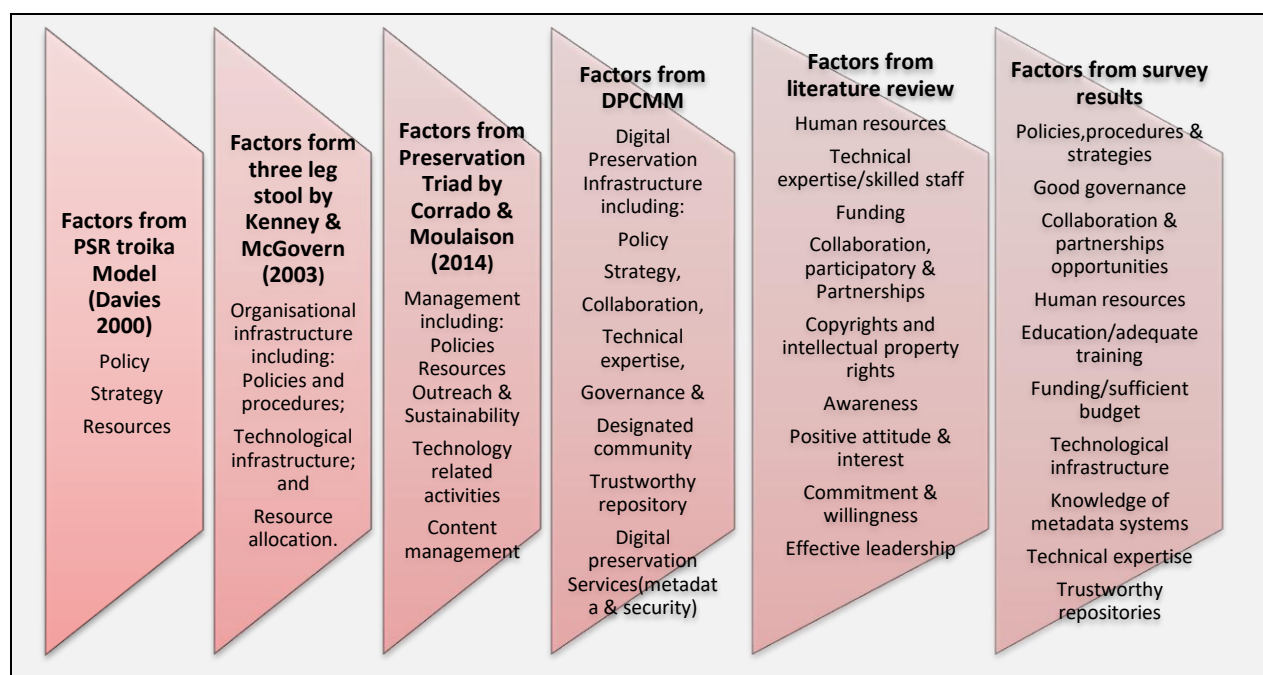 Factors from
PSR troika
Model
(Davies
2000)
Policy
Strategy
Resources
Factors form
three leg
stool by
Kenney &
McGovern
(2003)
Organisational
infrastructure
including:
Policies and
procedures;
Technological
infrastructure;
and
Resource
allocation.
Factors from
Preservation
Triad by
Corrado &
Moulaison
(2014)
Management
including:
Policies
Resources
Outreach &
Sustainability
Technology
related
activities
Content
management
Factors from
DPCMM
Digital
Preservation
Infrastructure
including:
Policy
Strategy,
Collaboration,
Technical
expertise,
Governance &
Designated
community
Trustworthy
repository
Digital
preservation
Services(metadat
a & security)
Factors from
literature review
Human resources
Technical
expertise/skilled staff
Funding
Collaboration,
participatory &
Partnerships
Copyrights and
intellectual property
rights
Awareness
Positive attitude &
interest
Commitment &
willingness
Effective leadership
Factors from survey
results
Policies,procedures &
strategies
Good governance
Collaboration &
partnerships
opportunities
Human resources
Education/adequate
training
Funding/sufficient
budget
Technological
infrastructure
Knowledge of
metadata systems
Technical expertise
Trustworthy
repositories